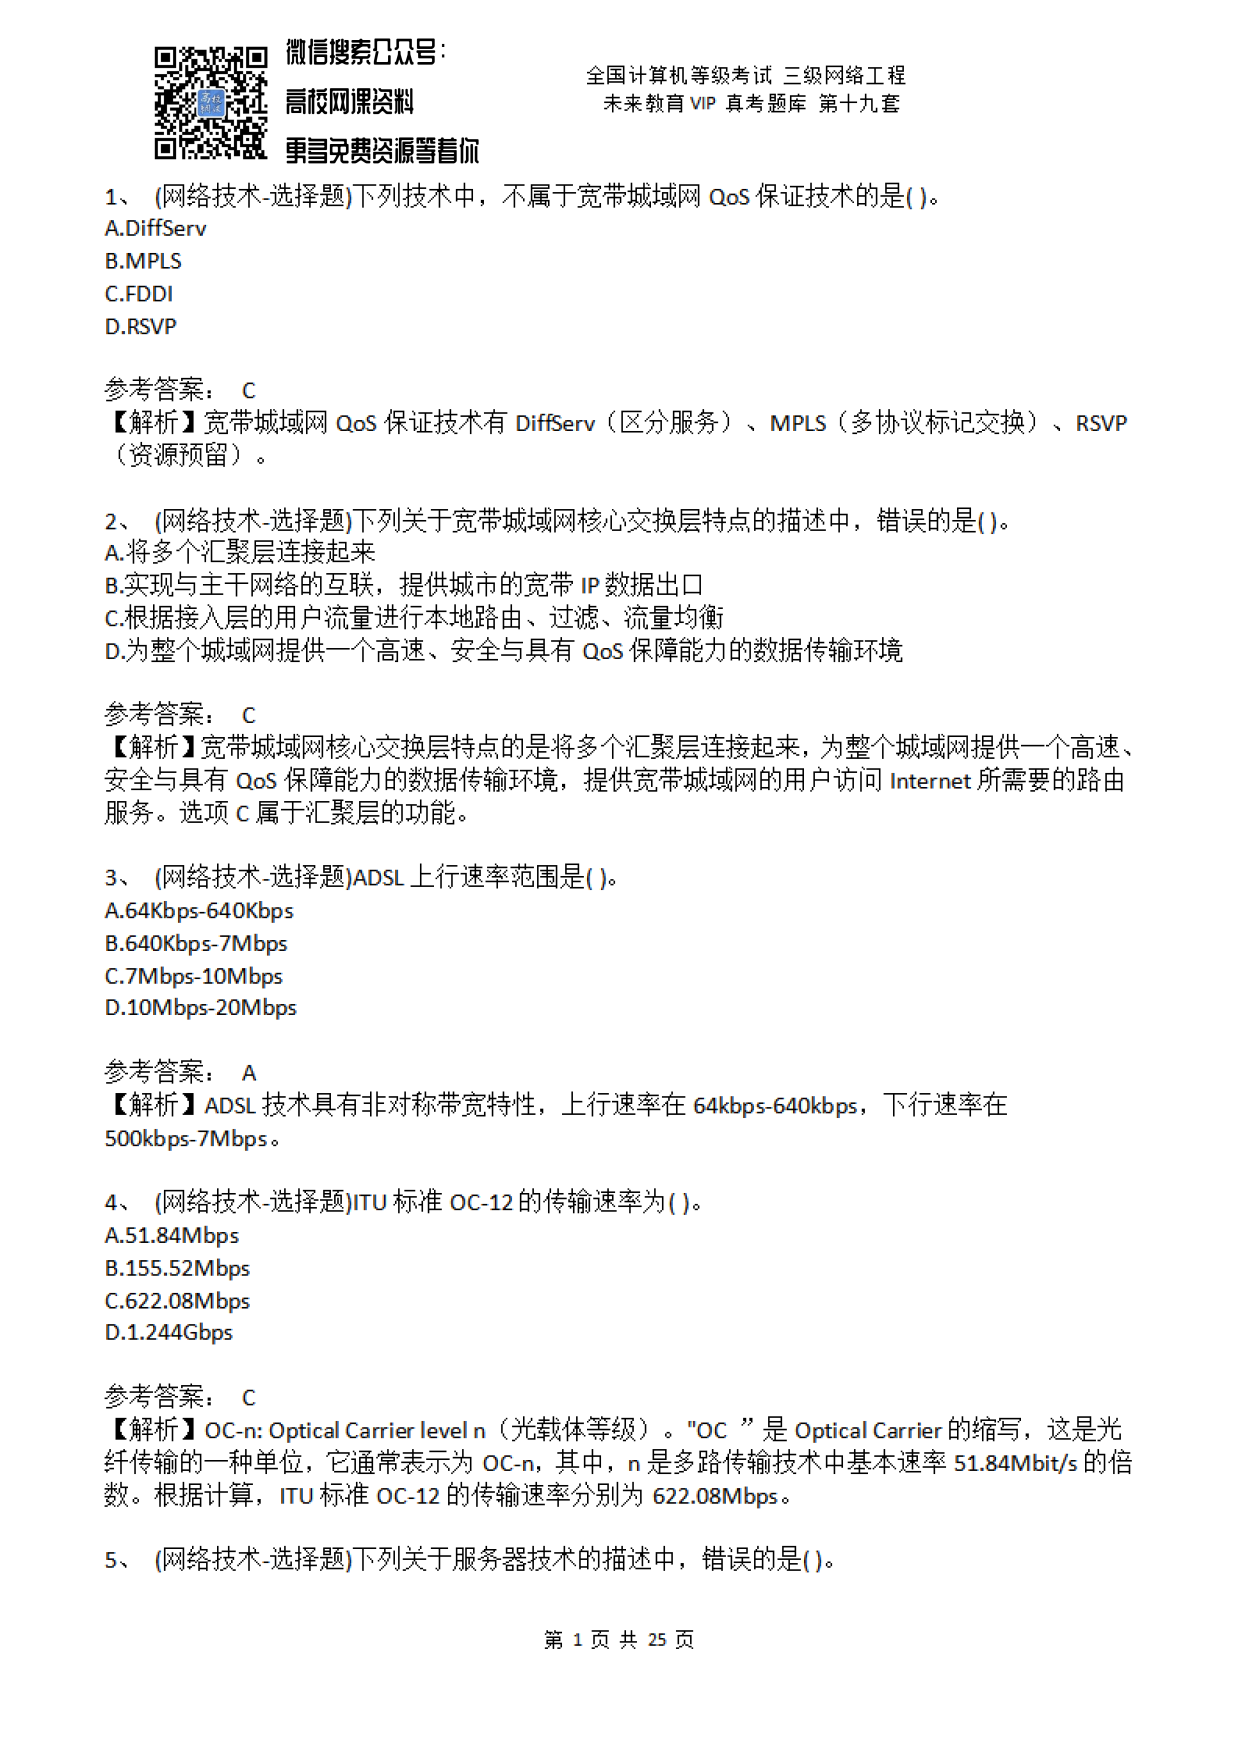 微信搜索公众号：
高校网课资料
更多免费资源等着你
高校
网课
全国计算机等级考试 三级网络工程
未来教育 VIP 真考题库 第十九套
1、 (网络技术-选择题)下列技术中，不属于宽带城域网 QoS 保证技术的是( )。
A.DiffServ
B.MPLS
C.FDDI
D.RSVP
参考答案： C
【解析】宽带城域网 QoS 保证技术有 DiffServ（区分服务）、MPLS（多协议标记交换）、RSVP
（资源预留）。
2、 (网络技术-选择题)下列关于宽带城域网核心交换层特点的描述中，错误的是( )。
A.将多个汇聚层连接起来
B.实现与主干网络的互联，提供城市的宽带 IP 数据出口
C.根据接入层的用户流量进行本地路由、过滤、流量均衡
D.为整个城域网提供一个高速、安全与具有 QoS 保障能力的数据传输环境
参考答案： C
【解析】宽带城域网核心交换层特点的是将多个汇聚层连接起来，为整个城域网提供一个高速、
安全与具有 QoS 保障能力的数据传输环境，提供宽带城域网的用户访问 Internet 所需要的路由
服务。选项 C 属于汇聚层的功能。
3、 (网络技术-选择题)ADSL 上行速率范围是( )。
A.64Kbps-640Kbps
B.640Kbps-7Mbps
C.7Mbps-10Mbps
D.10Mbps-20Mbps
参考答案： A
【解析】ADSL 技术具有非对称带宽特性，上行速率在 64kbps-640kbps，下行速率在
500kbps-7Mbps。
4、 (网络技术-选择题)ITU 标准 OC-12 的传输速率为( )。
A.51.84Mbps
B.155.52Mbps
C.622.08Mbps
D.1.244Gbps
参考答案： C
【解析】OC-n: Optical Carrier level n（光载体等级）。"OC ”是 Optical Carrier 的缩写，这是光
纤传输的一种单位，它通常表示为 OC-n，其中，n 是多路传输技术中基本速率 51.84Mbit/s 的倍
数。根据计算，ITU 标准 OC-12 的传输速率分别为 622.08Mbps。
5、 (网络技术-选择题)下列关于服务器技术的描述中，错误的是( )。
第 1 页 共 25 页